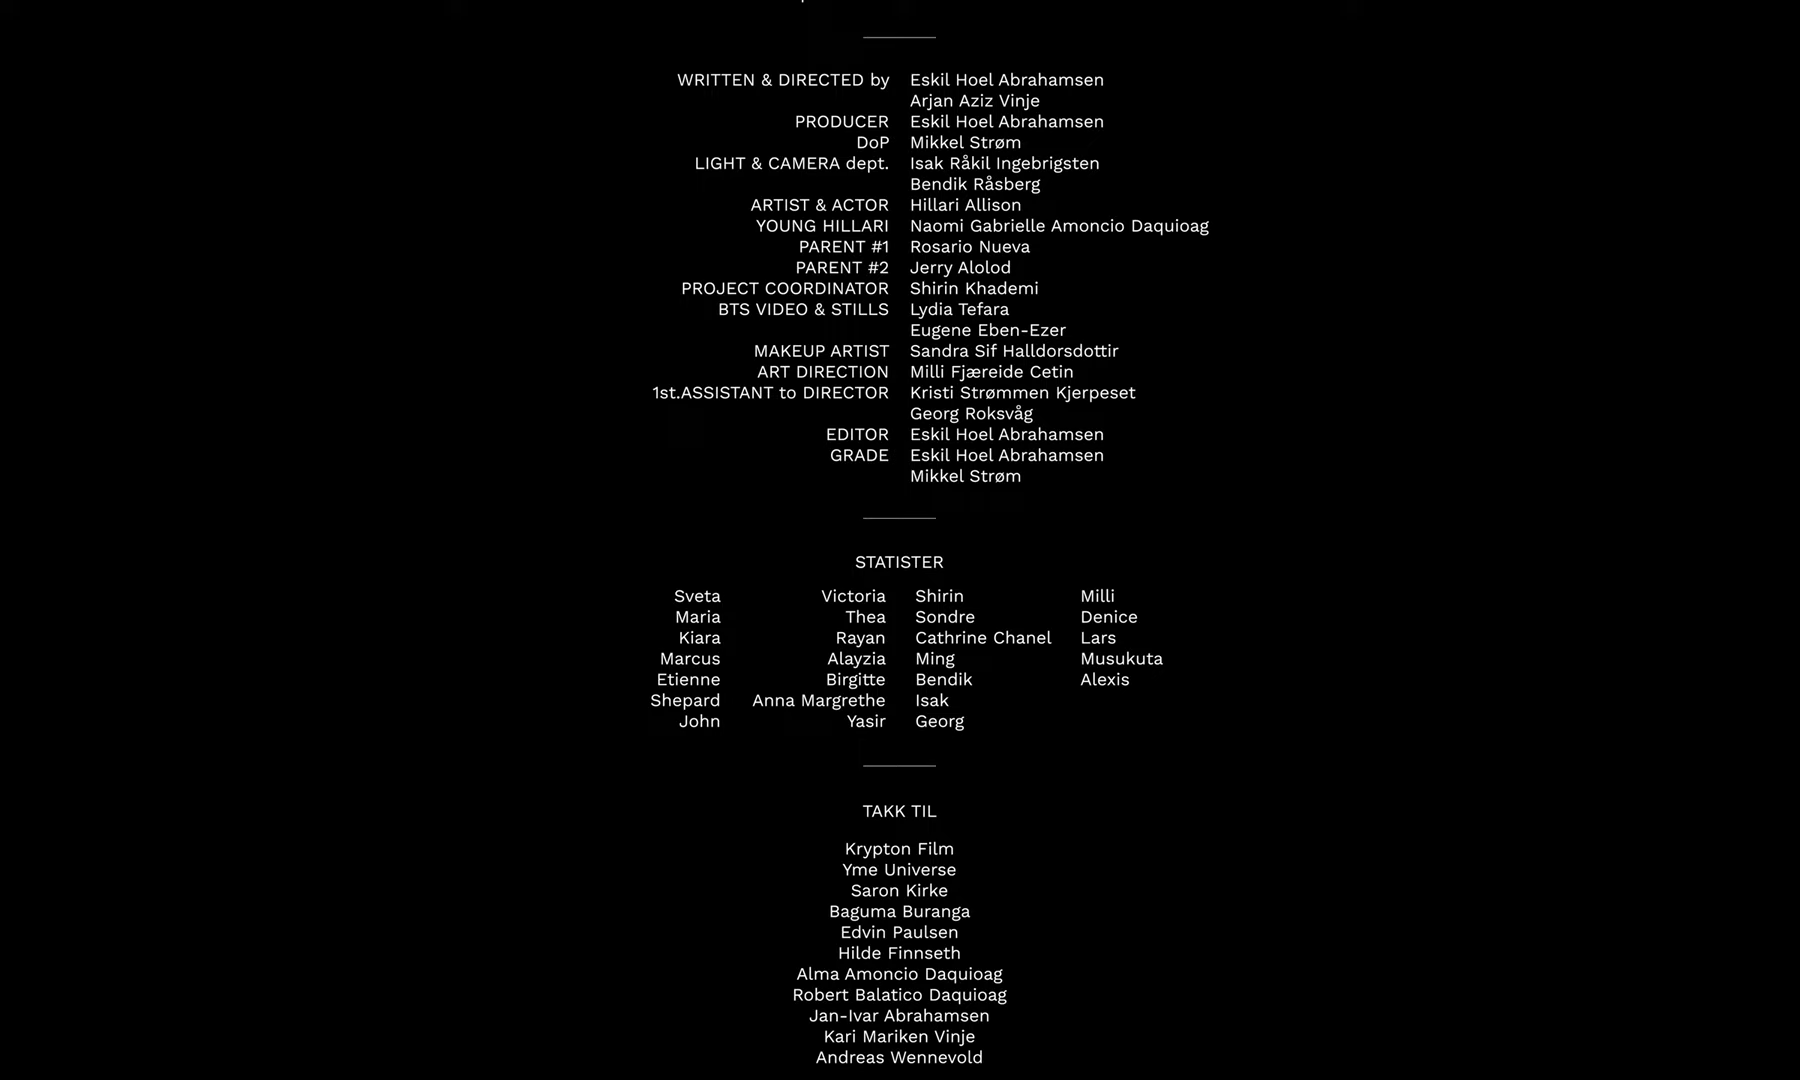 WRITTEN & DIRECTED by Eskil Hoel Abrahamsen
Arjan Aziz Vinje
PRODUCER Eskil Hoel Abrahamsen
DoP Mikkel Strøm
LIGHT & CAMERA dept. Isak Råkil Ingebrigsten
Bendik Råsberg
ARTIST & ACTOR Hillari Allison
YOUNG HILLARI Naomi Gabrielle Amoncio Daquioag
PARENT #1 Rosario Nueva
PARENT #2 Jerry Alolod
PROJECT COORDINATOR Shirin Khademi
BTS VIDEO & STILLS Lydia Tefara
Eugene Eben-Ezer
MAKEUP ARTIST Sandra Sif Halldorsdottir
ART DIRECTION Milli Fjæreide Cetin
1st.ASSISTANT to DIRECTOR Kristi Strømmen Kjerpeset
Georg Roksvåg
EDITOR Eskil Hoel Abrahamsen
GRADE Eskil Hoel Abrahamsen
Mikkel Strøm
STATISTER
Sveta Victoria Shirin Milli
Maria Thea Sondre Denice
Kiara Rayan Cathrine Chanel Lars
Marcus Alayzia Ming Musukuta
Etienne Birgitte Bendik Alexis
Shepard Anna Margrethe Isak
John Yasir Georg
TAKK TIL
Krypton Film
Yme Universe
Saron Kirke
Baguma Buranga
Edvin Paulsen
Hilde Finnseth
Alma Amoncio Daquioag
Robert Balatico Daquioag
Jan-Ivar Abrahamsen
Kari Mariken Vinje
Andreas Wennevold